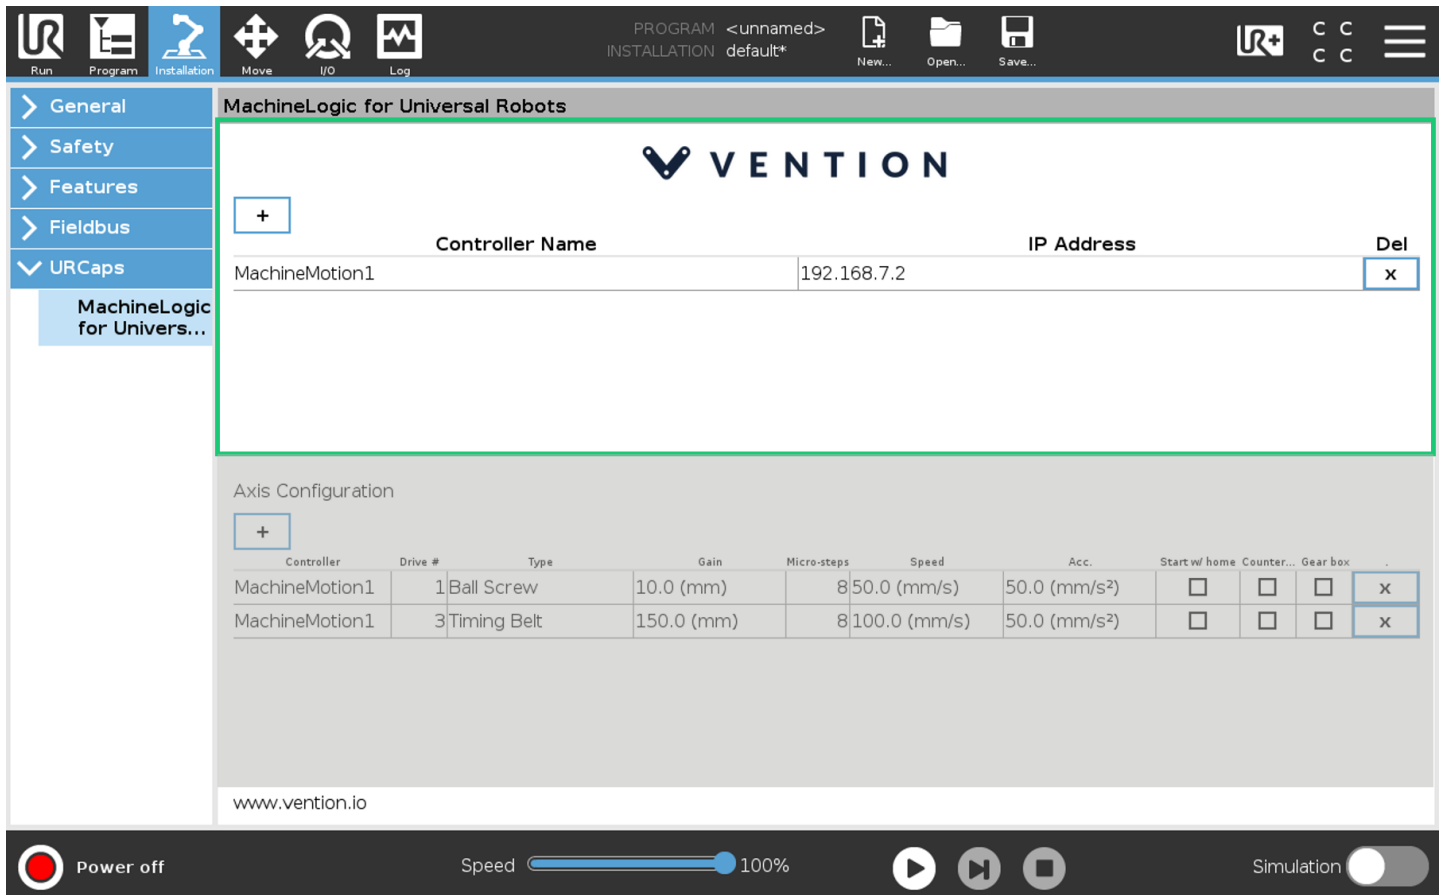 UR
Run
Program
Installation
Move
I/O
Log
PROGRAM <unnamed>
INSTALLATION default*
New...
Open...
Save...
UR+
C C
C C
General
Safety
Features
Fieldbus
URCaps
MachineLogic
for Univers...
MachineLogic for Universal Robots
VENTION
+
Controller Name IP Address Del
MachineMotion1 192.168.7.2 x
Axis Configuration
+
Controller Drive # Type Gain Micro-steps Speed Acc. Start w/ home Counter... Gear box .
MachineMotion1 1 Ball Screw 10.0 (mm) 8 50.0 (mm/s) 50.0 (mm/s²) x
MachineMotion1 3 Timing Belt 150.0 (mm) 8 100.0 (mm/s) 50.0 (mm/s²) x
www.vention.io
Power off
Speed 100%
Simulation